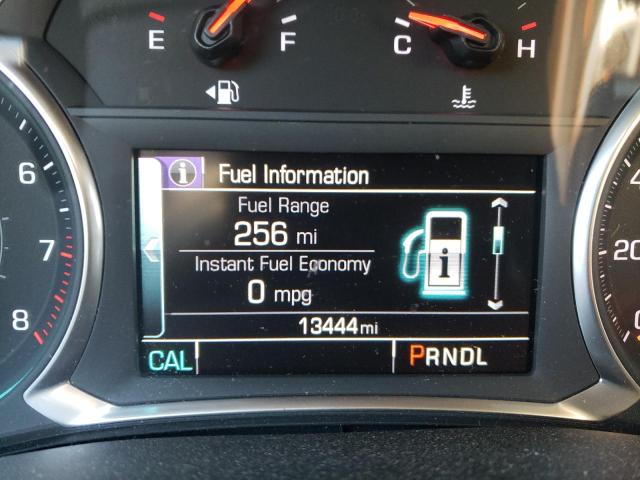 E F C H
6
7
8
i Fuel Information
Fuel Range
256 mi
Instant Fuel Economy
0 mpg
i
13444 mi
CAL PRNDL
4
20
0